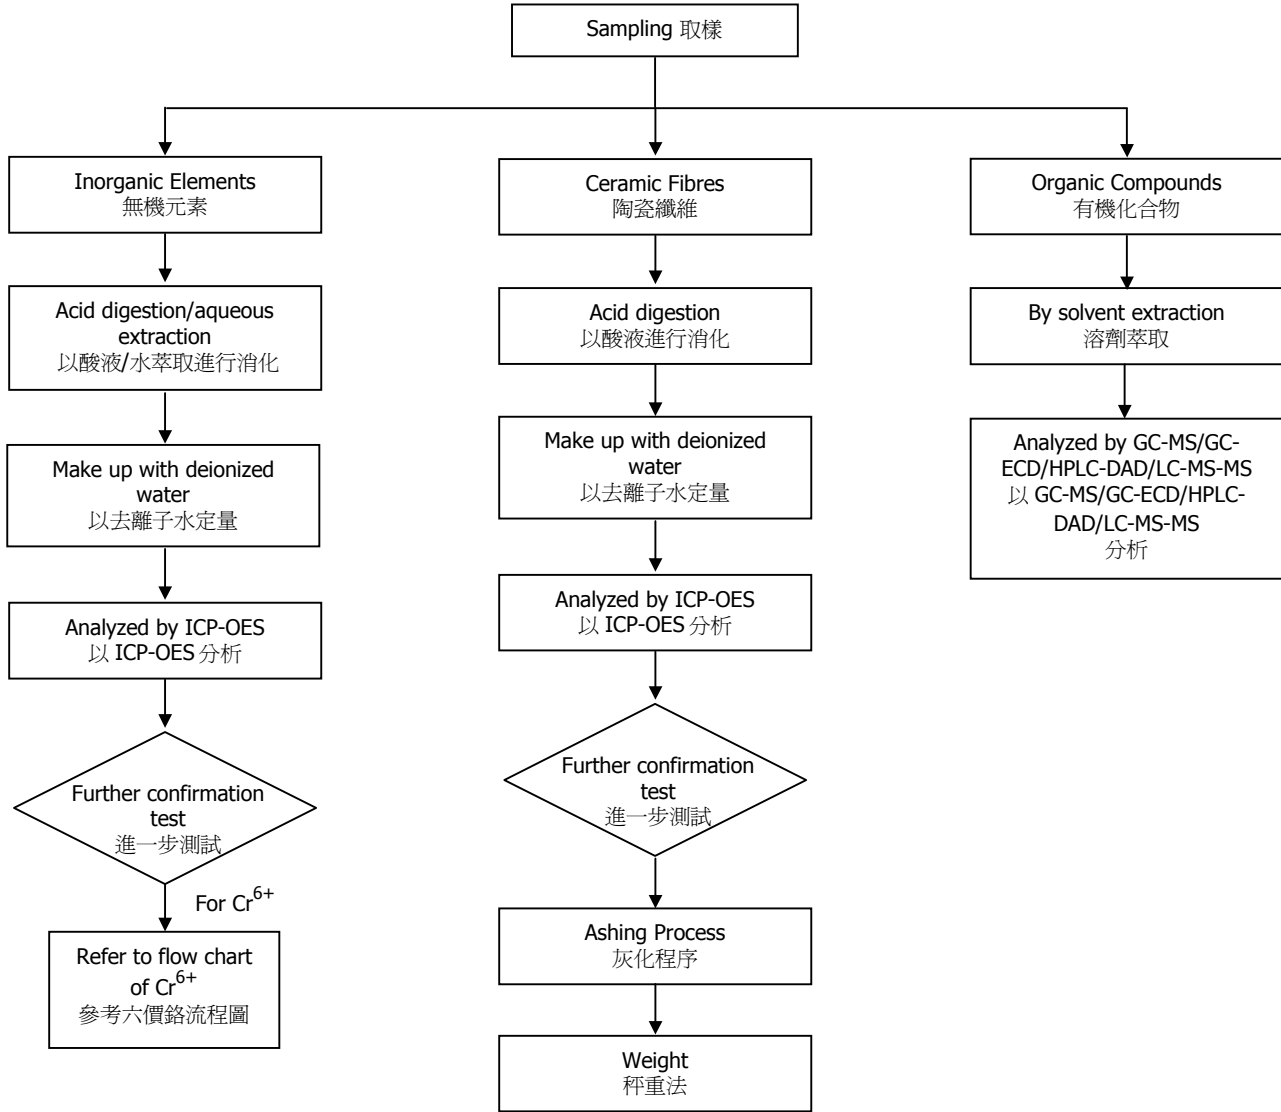 Sampling 取樣
Inorganic Elements
無機元素
Acid digestion/aqueous
extraction
以酸液/水萃取進行消化
Make up with deionized
water
以去離子水定量
Analyzed by ICP-OES
以 ICP-OES 分析
Further confirmation
test
進一步測試
For Cr⁶⁺
Refer to flow chart
of Cr⁶⁺
參考六價鉻流程圖
Ceramic Fibres
陶瓷纖維
Acid digestion
以酸液進行消化
Make up with deionized
water
以去離子水定量
Analyzed by ICP-OES
以 ICP-OES 分析
Further confirmation
test
進一步測試
Ashing Process
灰化程序
Weight
秤重法
Organic Compounds
有機化合物
By solvent extraction
溶劑萃取
Analyzed by GC-MS/GC-
ECD/HPLC-DAD/LC-MS-MS
以 GC-MS/GC-ECD/HPLC-
DAD/LC-MS-MS
分析